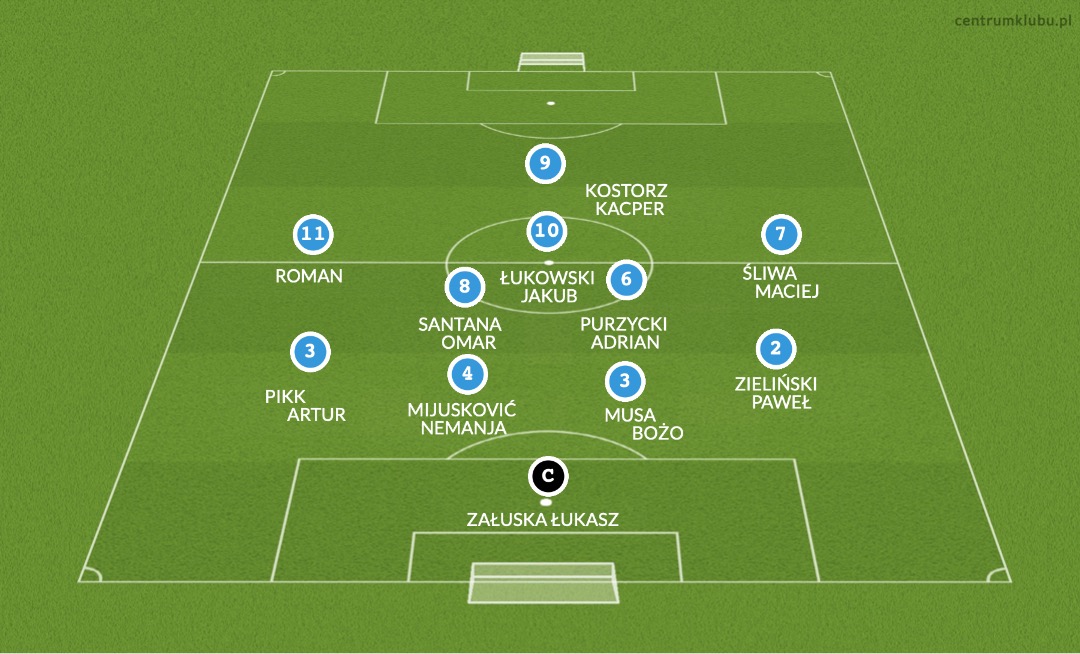 centrumklubu.pl
9
KOSTORZ
KACPER
11
ROMAN
10
ŁUKOWSKI
JAKUB
7
ŚLIWA
MACIEJ
8
SANTANA
OMAR
6
PURZYCKI
ADRIAN
3
PIKK
ARTUR
4
MIJUSKOVIĆ
NEMANJA
3
MUSA
BOŻO
2
ZIELIŃSKI
PAWEŁ
C
ZAŁUSKA ŁUKASZ